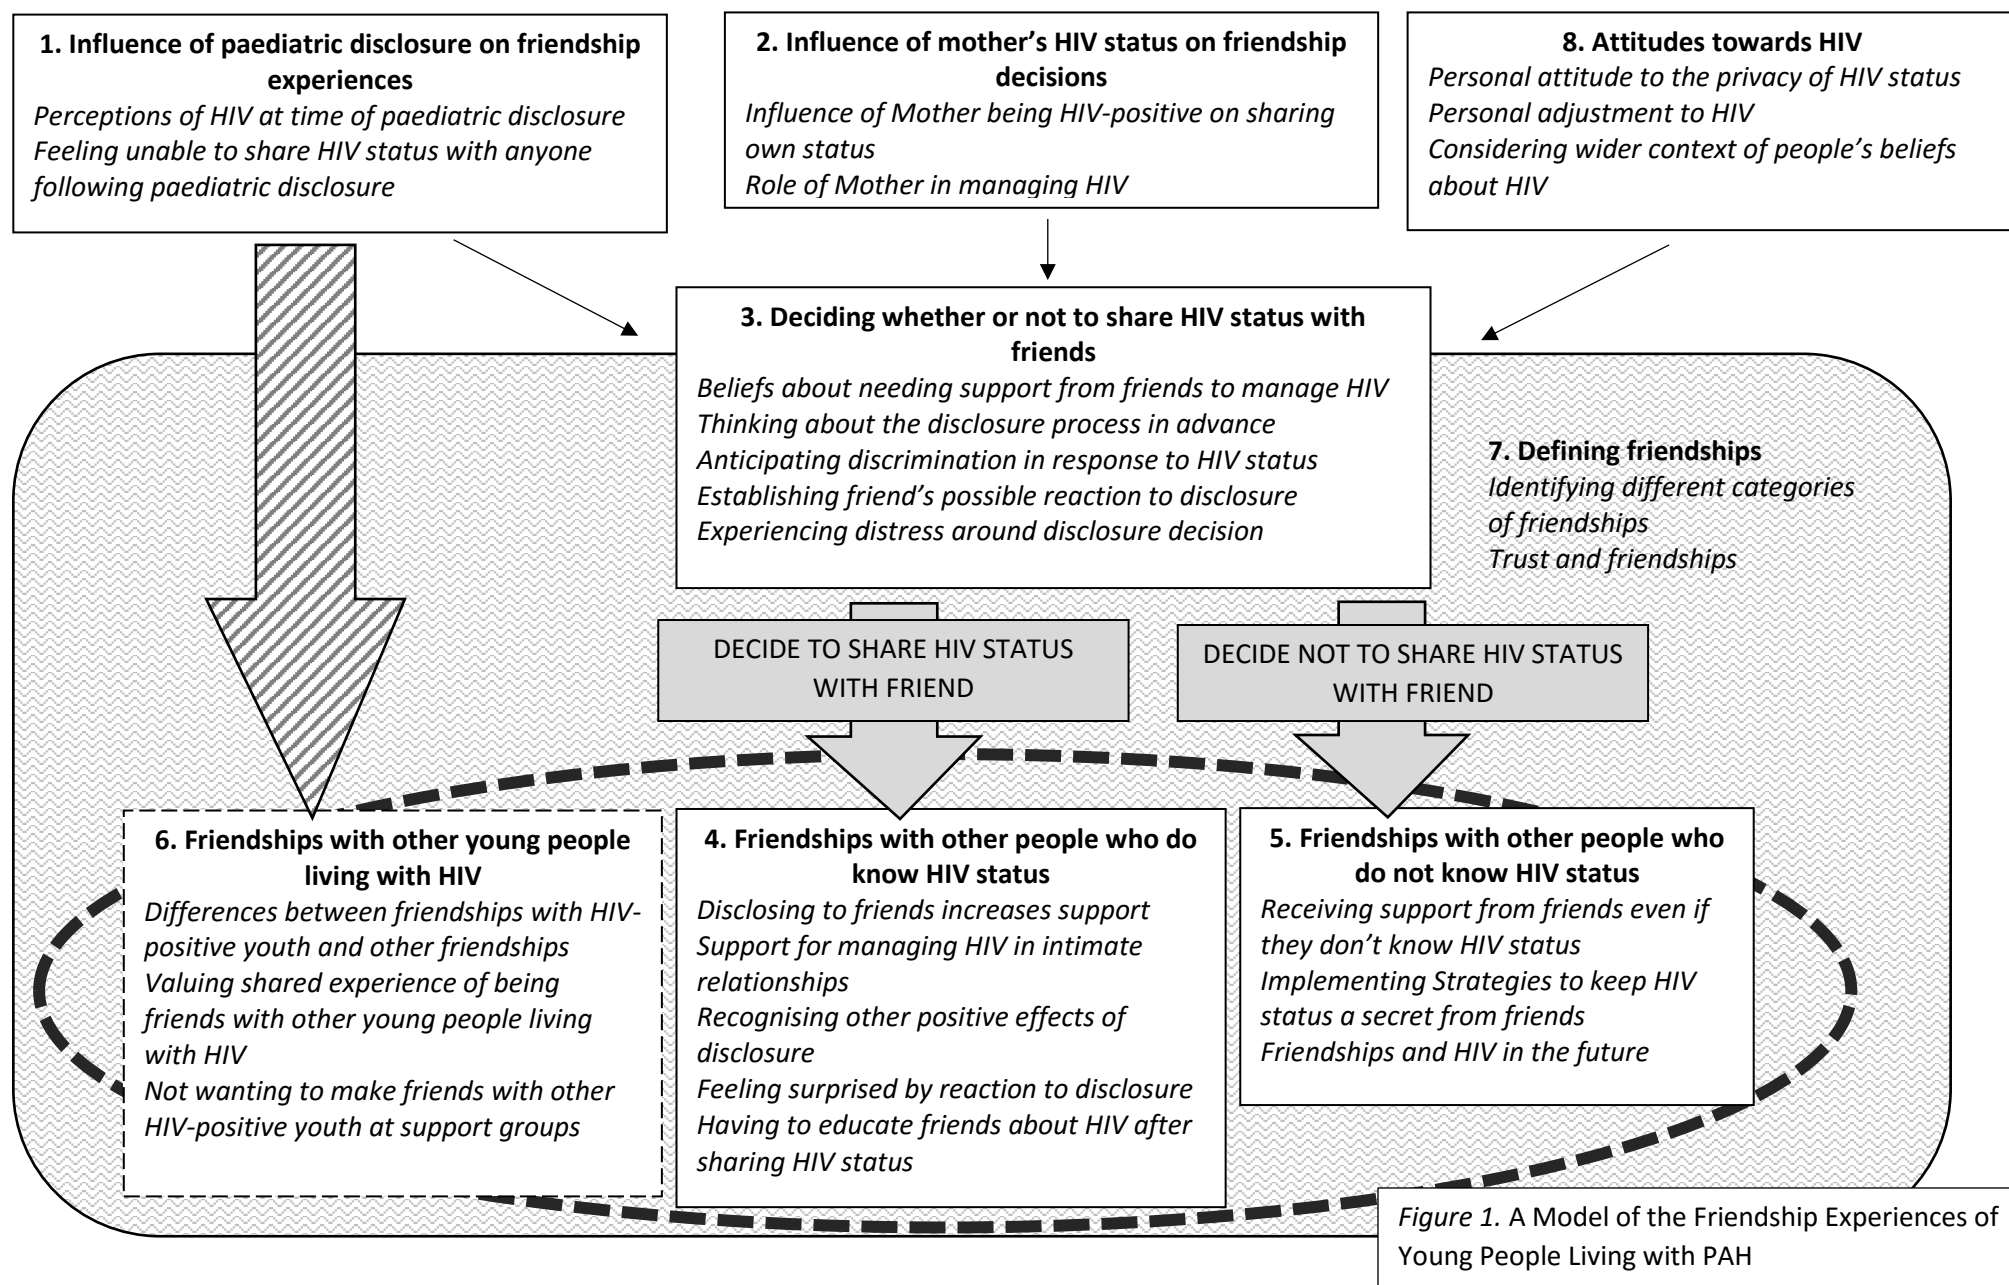 1. Influence of paediatric disclosure on friendship
experiences
Perceptions of HIV at time of paediatric disclosure
Feeling unable to share HIV status with anyone
following paediatric disclosure
2. Influence of mother’s HIV status on friendship
decisions
Influence of Mother being HIV-positive on sharing
own status
Role of Mother in managing HIV
8. Attitudes towards HIV
Personal attitude to the privacy of HIV status
Personal adjustment to HIV
Considering wider context of people’s beliefs
about HIV
3. Deciding whether or not to share HIV status with
friends
Beliefs about needing support from friends to manage HIV
Thinking about the disclosure process in advance
Anticipating discrimination in response to HIV status
Establishing friend’s possible reaction to disclosure
Experiencing distress around disclosure decision
7. Defining friendships
Identifying different categories
of friendships
Trust and friendships
DECIDE TO SHARE HIV STATUS
WITH FRIEND
DECIDE NOT TO SHARE HIV STATUS
WITH FRIEND
6. Friendships with other young people
living with HIV
Differences between friendships with HIV-
positive youth and other friendships
Valuing shared experience of being
friends with other young people living
with HIV
Not wanting to make friends with other
HIV-positive youth at support groups
4. Friendships with other people who do
know HIV status
Disclosing to friends increases support
Support for managing HIV in intimate
relationships
Recognising other positive effects of
disclosure
Feeling surprised by reaction to disclosure
Having to educate friends about HIV after
sharing HIV status
5. Friendships with other people who
do not know HIV status
Receiving support from friends even if
they don’t know HIV status
Implementing Strategies to keep HIV
status a secret from friends
Friendships and HIV in the future
Figure 1. A Model of the Friendship Experiences of
Young People Living with PAH